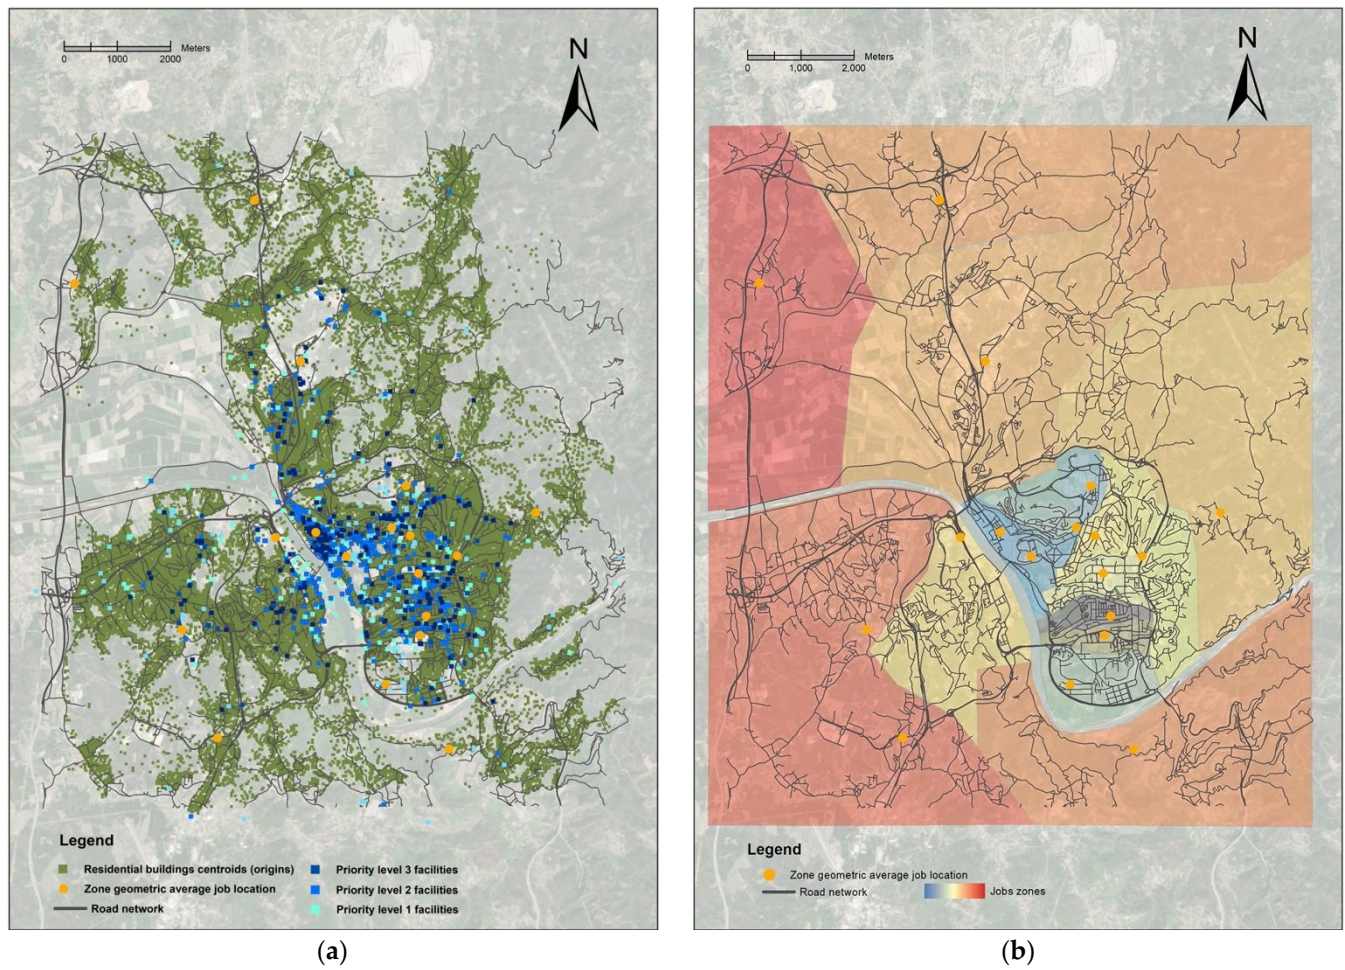 N
Meters
0 1000 2000
Legend
Residential buildings centroids (origins)
Zone geometric average job location
Road network
Priority level 3 facilities
Priority level 2 facilities
Priority level 1 facilities
(a)
N
Meters
0 1,000 2,000
Legend
Zone geometric average job location
Road network
Jobs zones
(b)